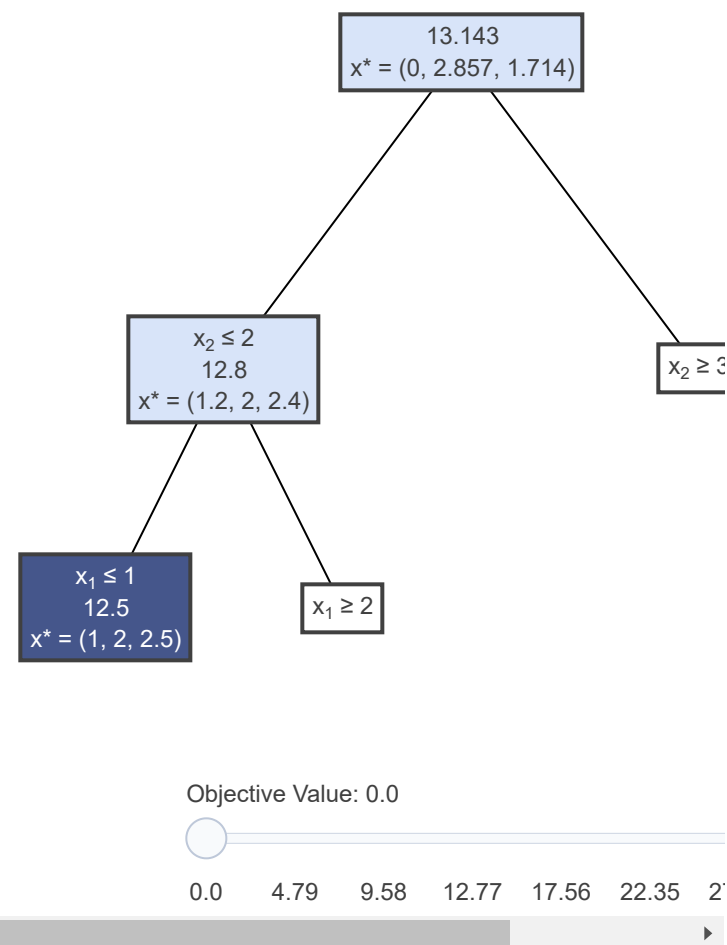 13.143
x* = (0, 2.857, 1.714)
x₂ ≤ 2
12.8
x* = (1.2, 2, 2.4)
x₂ ≥ 3
x₁ ≤ 1
12.5
x* = (1, 2, 2.5)
x₁ ≥ 2
Objective Value: 0.0
0.0 4.79 9.58 12.77 17.56 22.35